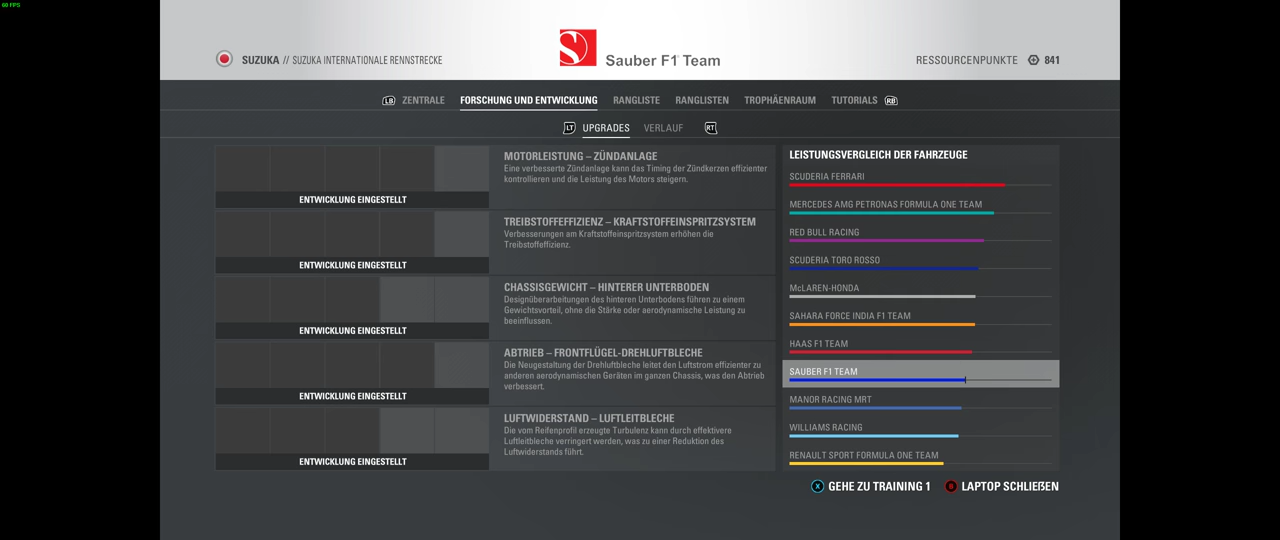 60 FPS
SUZUKA // SUZUKA INTERNATIONALE RENNSTRECKE
Sauber F1 Team
RESSOURCENPUNKTE 841
LB ZENTRALE FORSCHUNG UND ENTWICKLUNG RANGLISTE RANGLISTEN TROPHÄENRAUM TUTORIALS RB
LT UPGRADES VERLAUF RT
ENTWICKLUNG EINGESTELLT
MOTORLEISTUNG – ZÜNDANLAGE
Eine verbesserte Zündanlage kann das Timing der Zündkerzen effizienter
kontrollieren und die Leistung des Motors steigern.
ENTWICKLUNG EINGESTELLT
TREIBSTOFFEFFIZIENZ – KRAFTSTOFFEINSPRITZSYSTEM
Verbesserungen am Kraftstoffeinspritzsystem erhöhen die
Treibstoffeffizienz.
ENTWICKLUNG EINGESTELLT
CHASSISGEWICHT – HINTERER UNTERBODEN
Designüberarbeitungen des hinteren Unterbodens führen zu einem
Gewichtsvorteil, ohne die Stärke oder aerodynamische Leistung zu
beeinflussen.
ENTWICKLUNG EINGESTELLT
ABTRIEB – FRONTFLÜGEL-DREHLUFTBLECHE
Die Neugestaltung der Drehluftbleche leitet den Luftstrom effizienter zu
anderen aerodynamischen Geräten im ganzen Chassis, was den Abtrieb
verbessert.
ENTWICKLUNG EINGESTELLT
LUFTWIDERSTAND – LUFTLEITBLECHE
Die vom Reifenprofil erzeugte Turbulenz kann durch effektivere
Luftleitbleche verringert werden, was zu einer Reduktion des
Luftwiderstands führt.
LEISTUNGSVERGLEICH DER FAHRZEUGE
SCUDERIA FERRARI
MERCEDES AMG PETRONAS FORMULA ONE TEAM
RED BULL RACING
SCUDERIA TORO ROSSO
McLAREN-HONDA
SAHARA FORCE INDIA F1 TEAM
HAAS F1 TEAM
SAUBER F1 TEAM
MANOR RACING MRT
WILLIAMS RACING
RENAULT SPORT FORMULA ONE TEAM
X GEHE ZU TRAINING 1 B LAPTOP SCHLIEẞEN